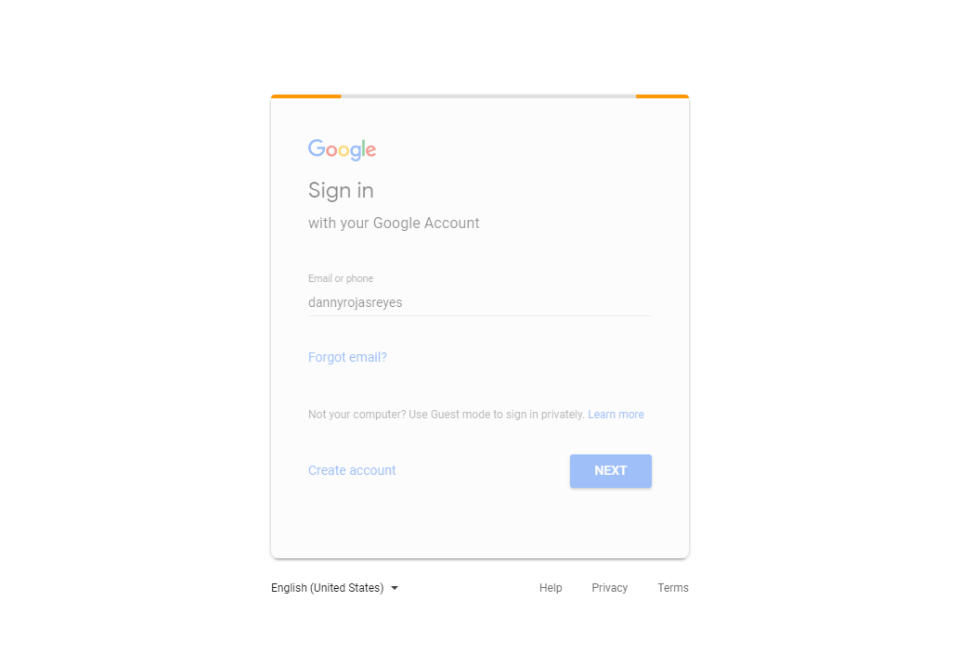 Google
Sign in
with your Google Account
Email or phone
dannyrojasreyes
Forgot email?
Not your computer? Use Guest mode to sign in privately. Learn more
Create account NEXT
English (United States) Help Privacy Terms